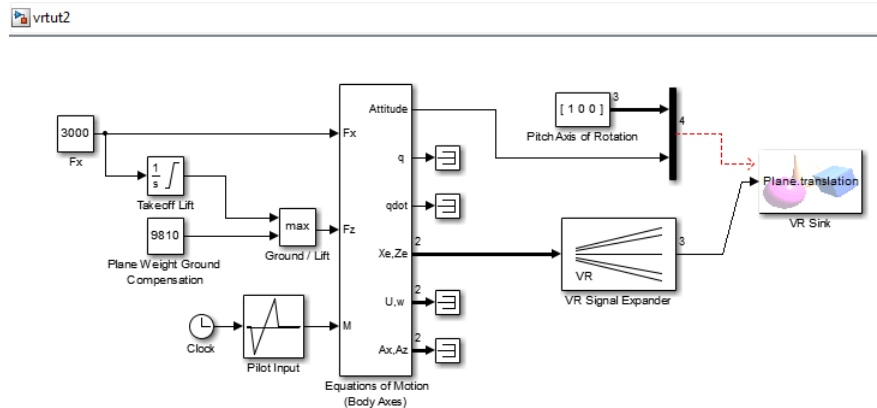 vrtut2
3000
Fx
1
s
Takeoff Lift
9810
Plane Weight Ground
Compensation
max
Ground / Lift
Clock
Pilot Input
Fx
Fz
M
Attitude
q
qdot
Xe,Ze
U,w
Ax,Az
2
2
2
Equations of Motion
(Body Axes)
[ 1 0 0 ]
3
Pitch Axis of Rotation
4
VR
3
VR Signal Expander
Plane.translation
VR Sink